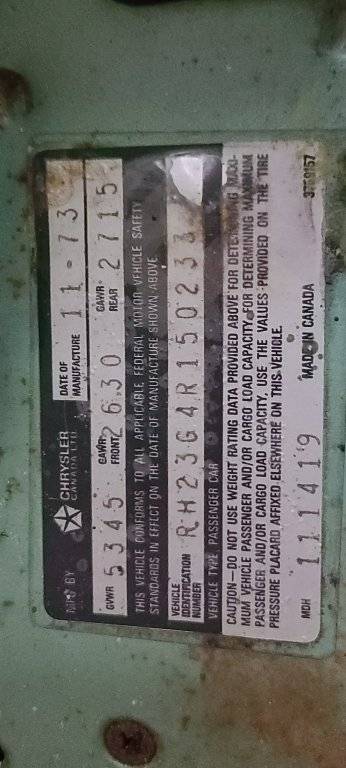 MFG BY CHRYSLER CANADA LTD.
DATE OF MANUFACTURE 11-73
GVWR 5345 GAWR FRONT 2630 GAWR REAR 2715
THIS VEHICLE CONFORMS TO ALL APPLICABLE FEDERAL MOTOR VEHICLE SAFETY
STANDARDS IN EFFECT ON THE DATE OF MANUFACTURE SHOWN ABOVE.
VEHICLE IDENTIFICATION NUMBER RH23G4R150233
VEHICLE TYPE PASSENGER CAR
CAUTION—DO NOT USE WEIGHT RATING DATA PROVIDED ABOVE FOR DETERMINING MAXI-
MUM VEHICLE PASSENGER AND/OR CARGO LOAD CAPACITY. FOR DETERMINING MAXIMUM
PASSENGER AND/OR CARGO LOAD CAPACITY, USE THE VALUES PROVIDED ON THE TIRE
PRESSURE PLACARD AFFIXED ELSEWHERE ON THIS VEHICLE.
MDH 111419 MADE IN CANADA